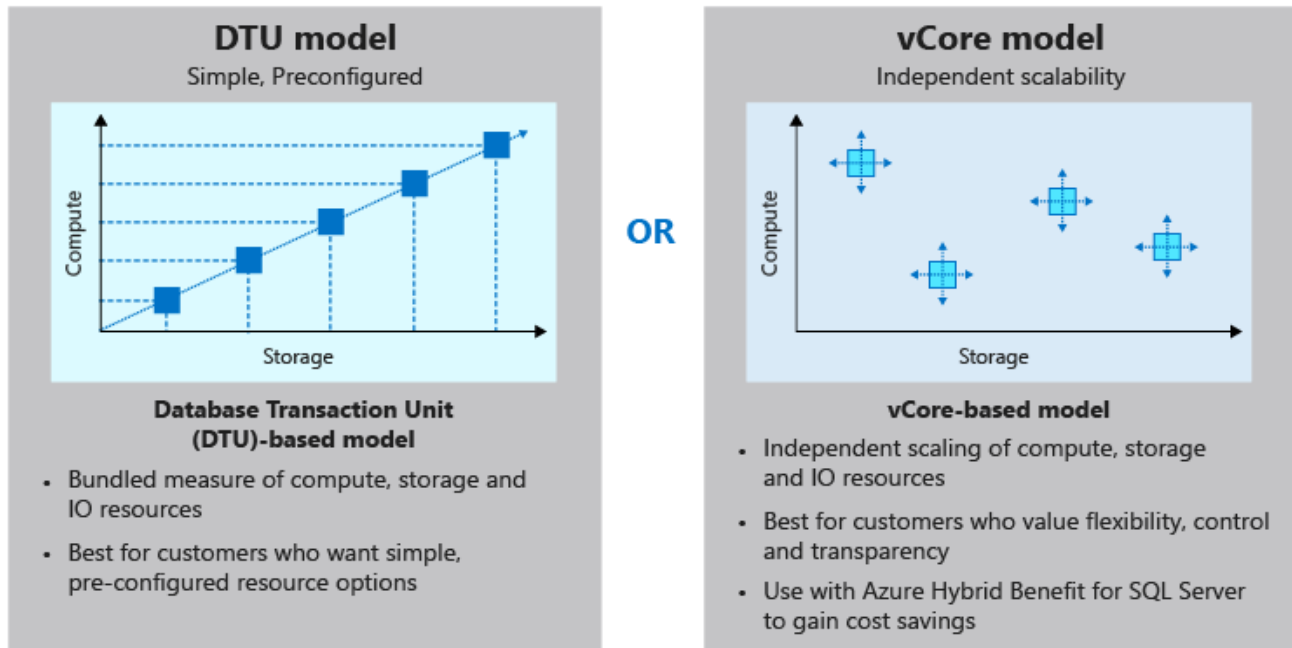 DTU model
Simple, Preconfigured
Compute
Storage
Database Transaction Unit
(DTU)-based model
• Bundled measure of compute, storage and
IO resources
• Best for customers who want simple,
pre-configured resource options
OR
vCore model
Independent scalability
Compute
Storage
vCore-based model
• Independent scaling of compute, storage
and IO resources
• Best for customers who value flexibility, control
and transparency
• Use with Azure Hybrid Benefit for SQL Server
to gain cost savings